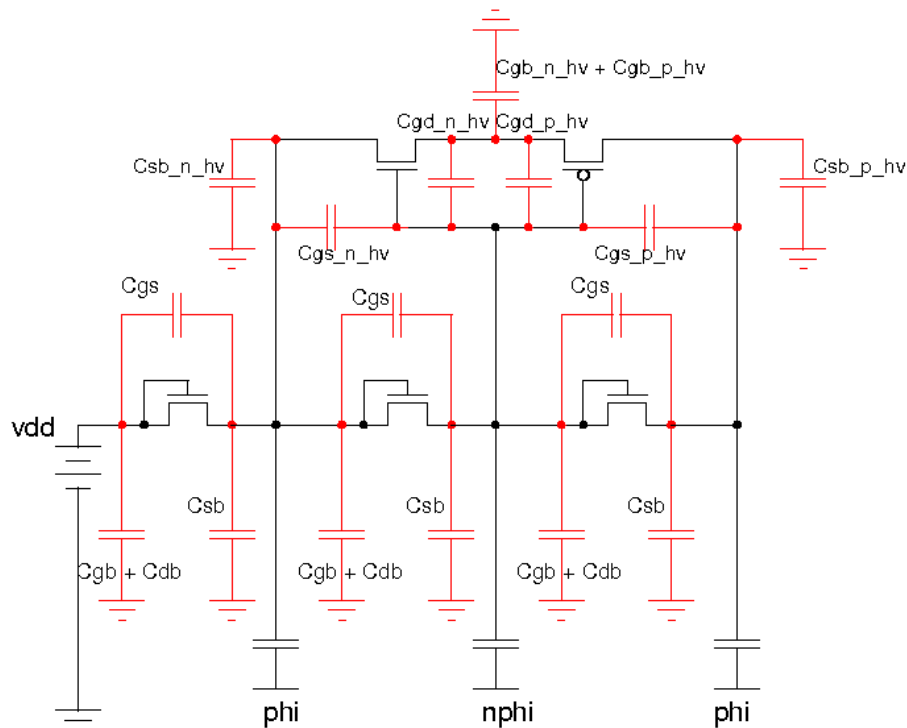 Cgb_n_hv + Cgb_p_hv
Cgd_n_hv Cgd_p_hv
Csb_n_hv
Csb_p_hv
Cgs_n_hv
Cgs_p_hv
Cgs
Cgs
Cgs
vdd
Csb
Csb
Csb
Cgb + Cdb
Cgb + Cdb
Cgb + Cdb
phi
nphi
phi